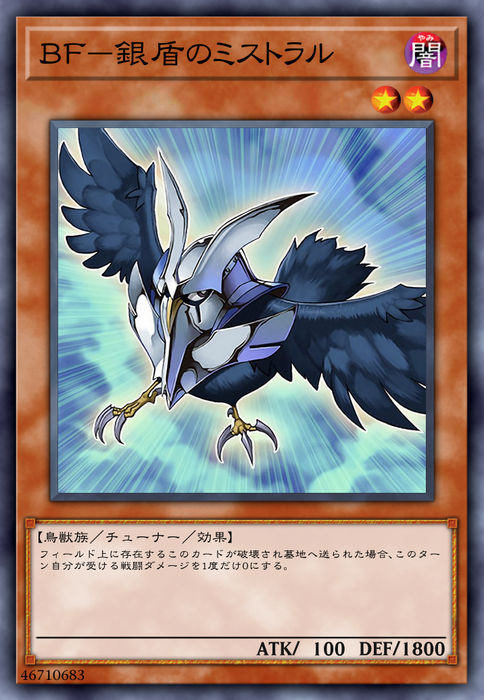 BF－銀盾のミストラル
やみ
闇
【鳥獣族／チューナー／効果】
フィールド上に存在するこのカードが破壊され墓地へ送られた場合、このター
ン自分が受ける戦闘ダメージを1度だけ0にする。
ATK/ 100 DEF/1800
46710683